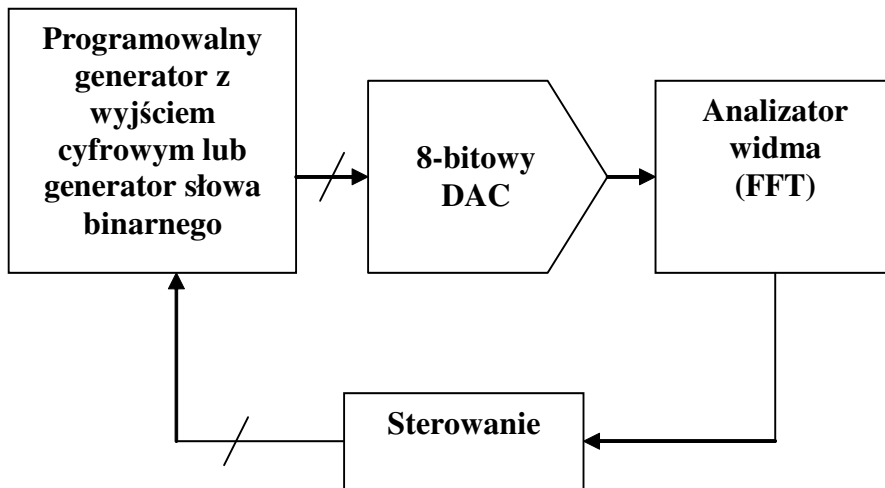 Programowalny
generator z
wyjściem
cyfrowym lub
generator słowa
binarnego
8-bitowy
DAC
Analizator
widma
(FFT)
Sterowanie